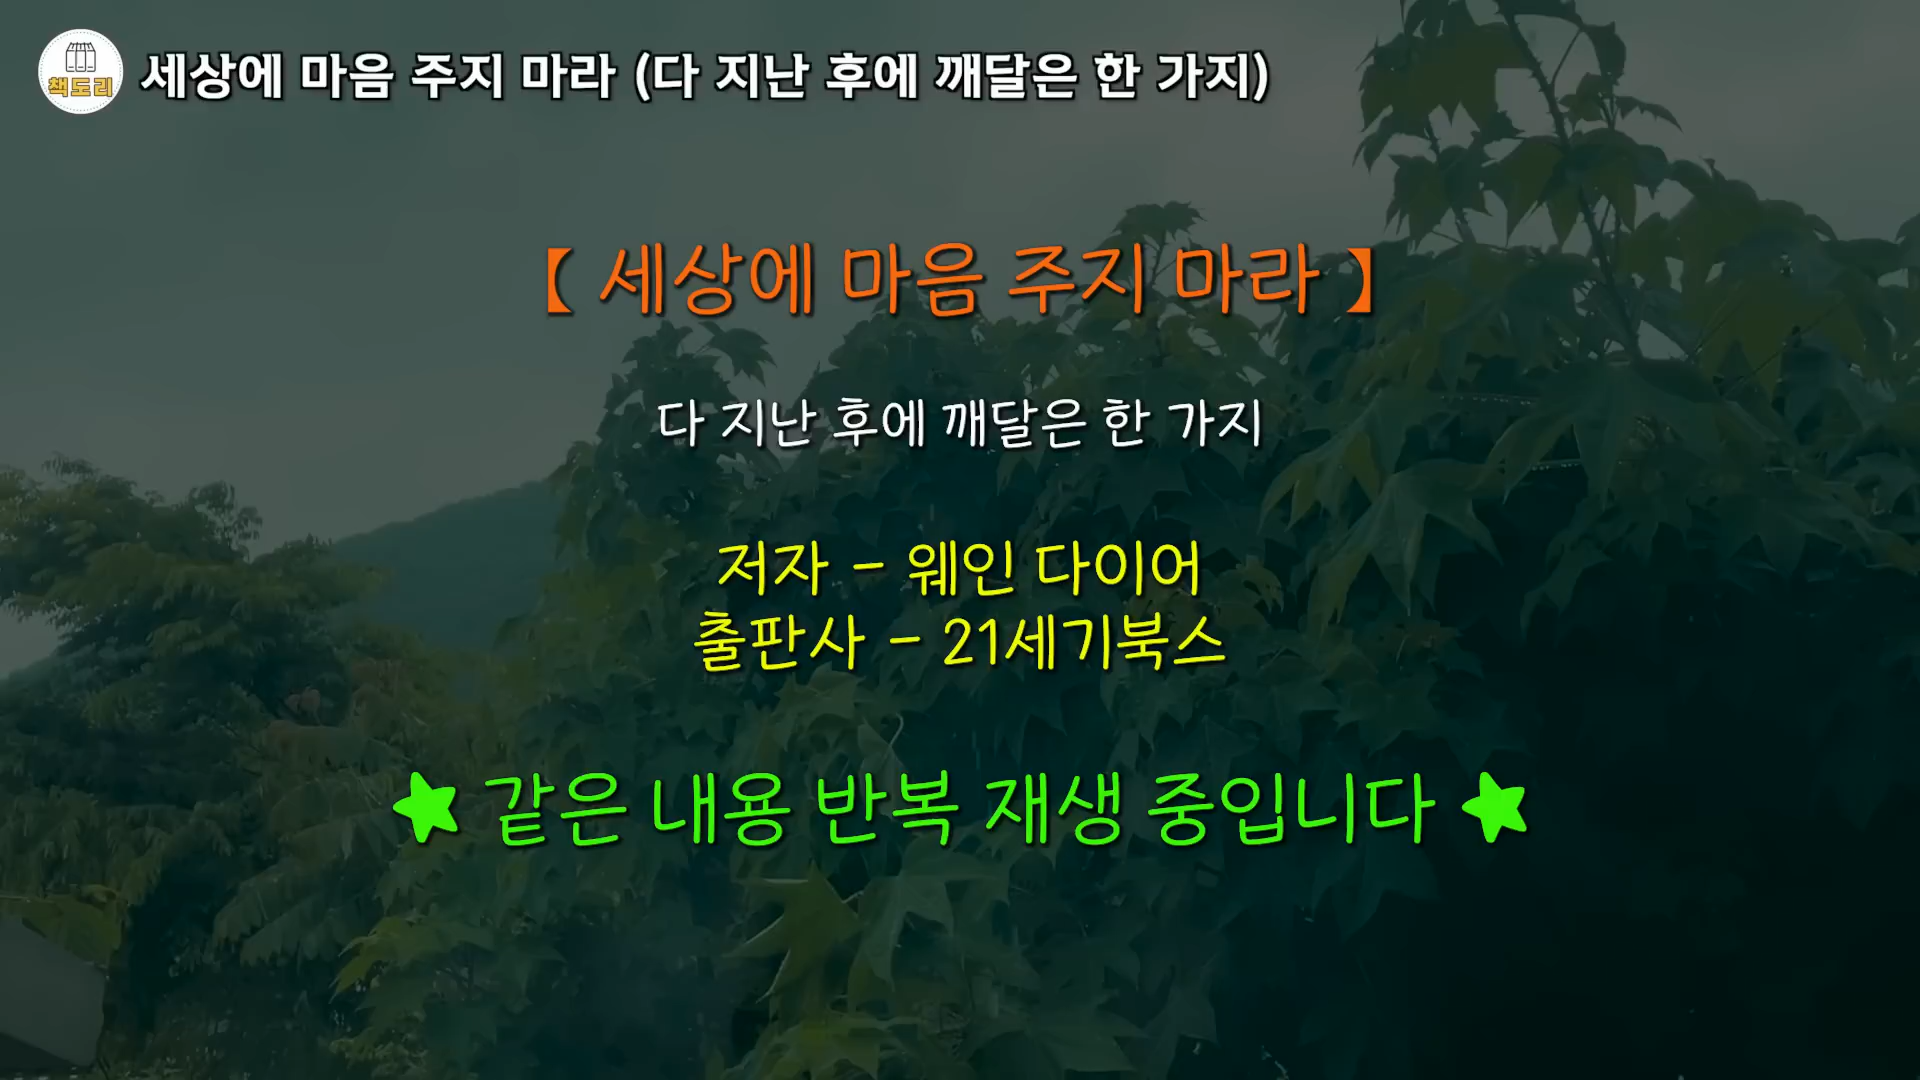 책도리
세상에 마음 주지 마라 (다 지난 후에 깨달은 한 가지)
【 세상에 마음 주지 마라 】
다 지난 후에 깨달은 한 가지
저자 - 웨인 다이어
출판사 - 21세기북스
★ 같은 내용 반복 재생 중입니다 ★